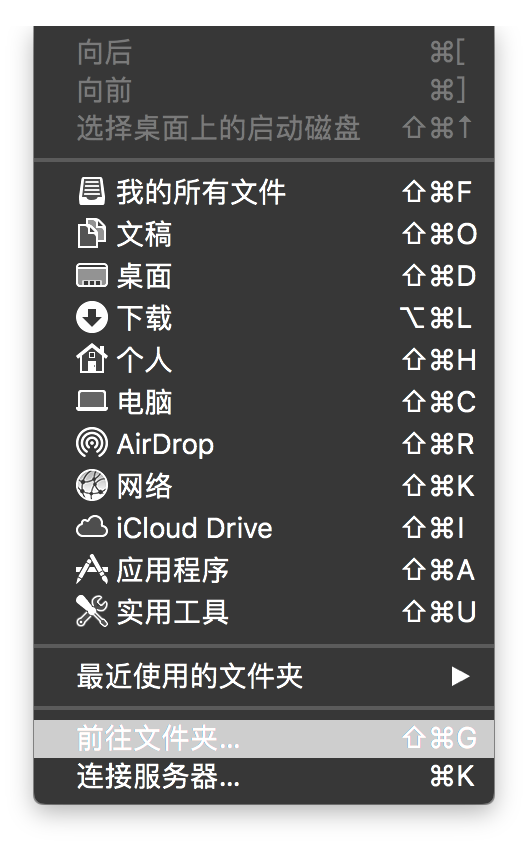 向后 ⌘[
向前 ⌘]
选择桌面上的启动磁盘 ⇧⌘↑
我的所有文件 ⇧⌘F
文稿 ⇧⌘O
桌面 ⇧⌘D
下载 ⌥⌘L
个人 ⇧⌘H
电脑 ⇧⌘C
AirDrop ⇧⌘R
网络 ⇧⌘K
iCloud Drive ⇧⌘I
应用程序 ⇧⌘A
实用工具 ⇧⌘U
最近使用的文件夹 ▶
前往文件夹... ⇧⌘G
连接服务器... ⌘K